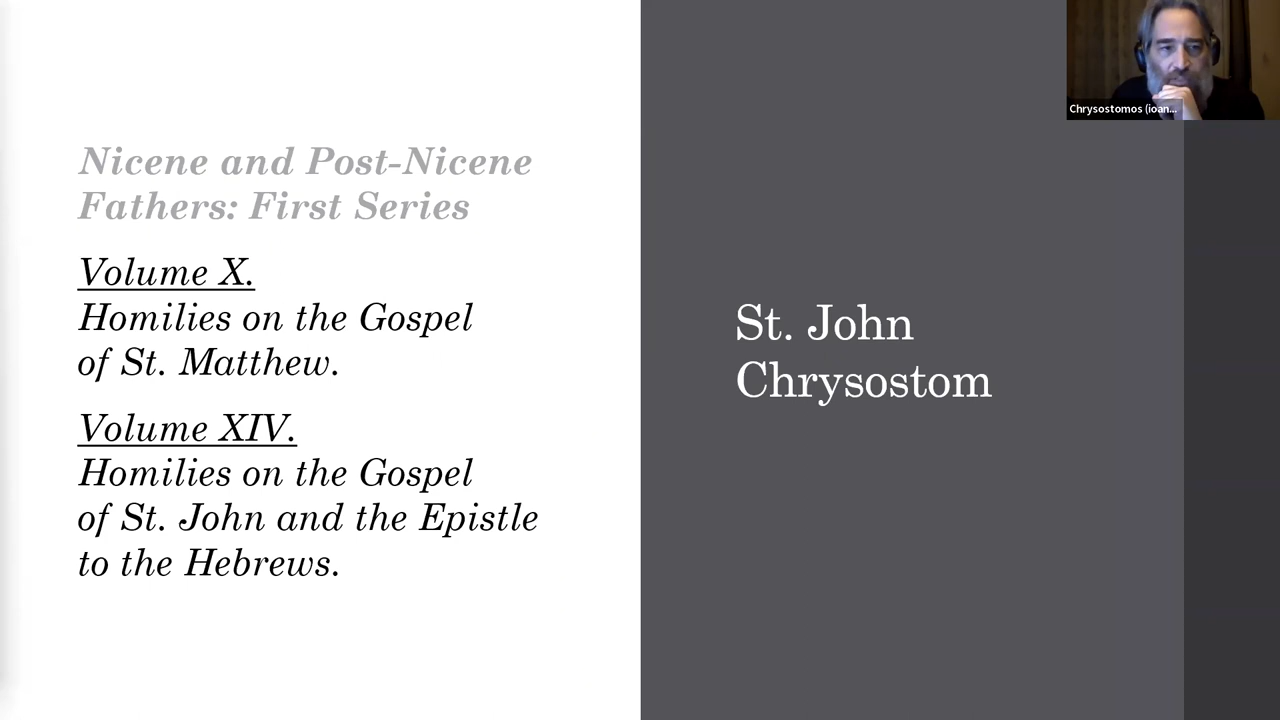 Nicene and Post-Nicene
Fathers: First Series
Volume X.
Homilies on the Gospel
of St. Matthew.
Volume XIV.
Homilies on the Gospel
of St. John and the Epistle
to the Hebrews.
St. John
Chrysostom
Chrysostomos (ioan...